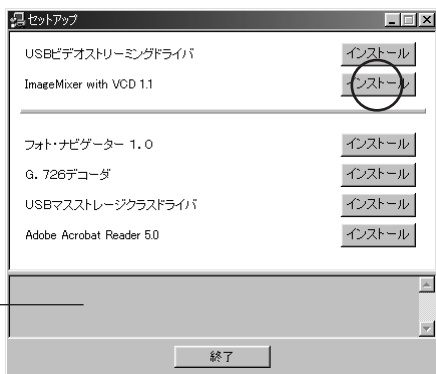 セットアップ
USBビデオストリーミングドライバ インストール
ImageMixer with VCD 1.1 インストール
フォト・ナビゲーター 1.0 インストール
G. 726デコーダ インストール
USBマスストレージクラスドライバ インストール
Adobe Acrobat Reader 5.0 インストール
終了